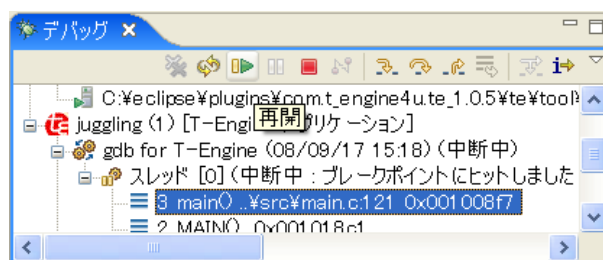 デバッグ
C:¥eclipse¥plugins¥com.t_engine4u.te_1.0.5¥te¥tool
再開
juggling (1) [T-Engi プリケーション]
gdb for T-Engine (08/09/17 15:18) (中断中)
スレッド [0] (中断中 : ブレークポイントにヒットしました
3 main() ..¥src¥main.c:121 0x001008f7
2 MAIN() 0x001018c1